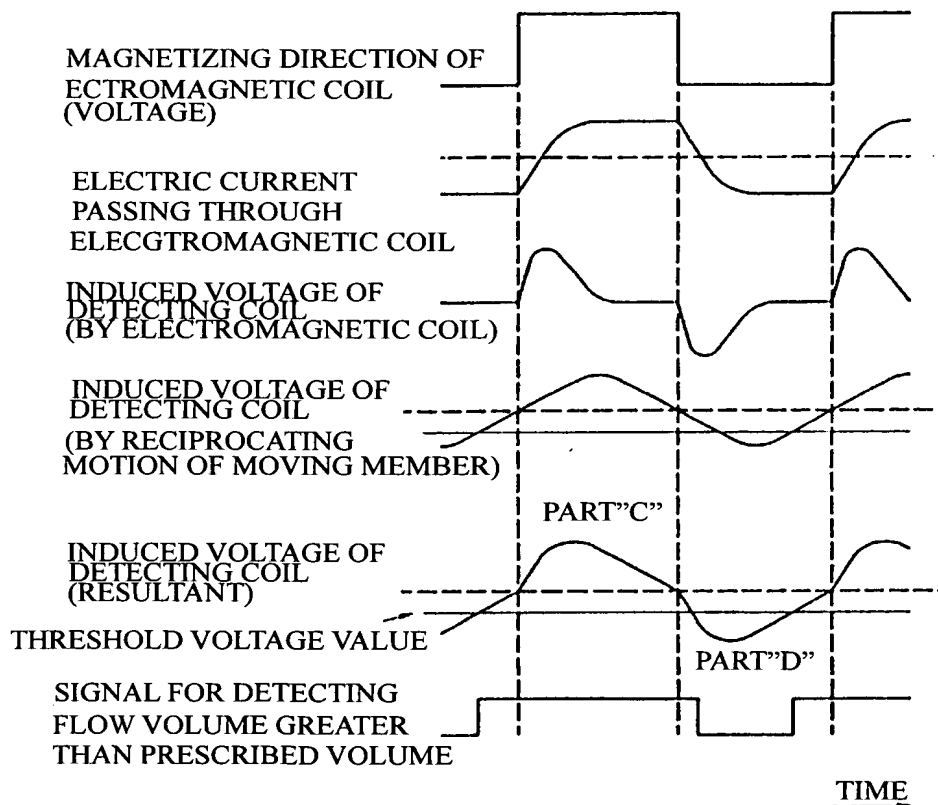 MAGNETIZING DIRECTION OF
ECTROMAGNETIC COIL
(VOLTAGE)
ELECTRIC CURRENT
PASSING THROUGH
ELECGTROMAGNETIC COIL
INDUCED VOLTAGE OF
DETECTING COIL
(BY ELECTROMAGNETIC COIL)
INDUCED VOLTAGE OF
DETECTING COIL
(BY RECIPROCATING
MOTION OF MOVING MEMBER)
PART”C”
INDUCED VOLTAGE OF
DETECTING COIL
(RESULTANT)
THRESHOLD VOLTAGE VALUE
PART”D”
SIGNAL FOR DETECTING
FLOW VOLUME GREATER
THAN PRESCRIBED VOLUME
TIME